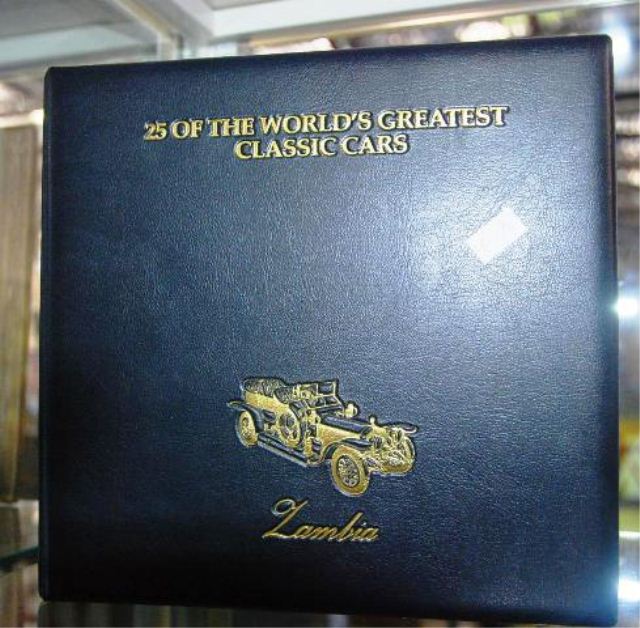 25 OF THE WORLD'S GREATEST
CLASSIC CARS
Zambia